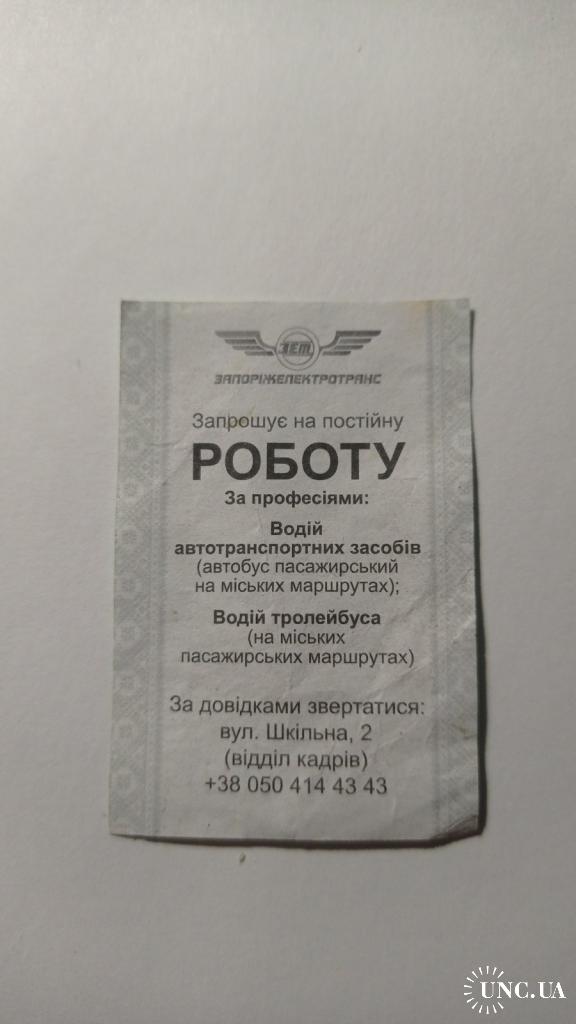 ЗЕТ
ЗАПОРІЖЕЛЕКТРОТРАНС
Запрошує на постійну
РОБОТУ
За професіями:
Водій
автотранспортних засобів
(автобус пасажирський
на міських маршрутах);
Водій тролейбуса
(на міських
пасажирських маршрутах)
За довідками звертатися:
вул. Шкільна, 2
(відділ кадрів)
+38 050 414 43 43
UNC.UA